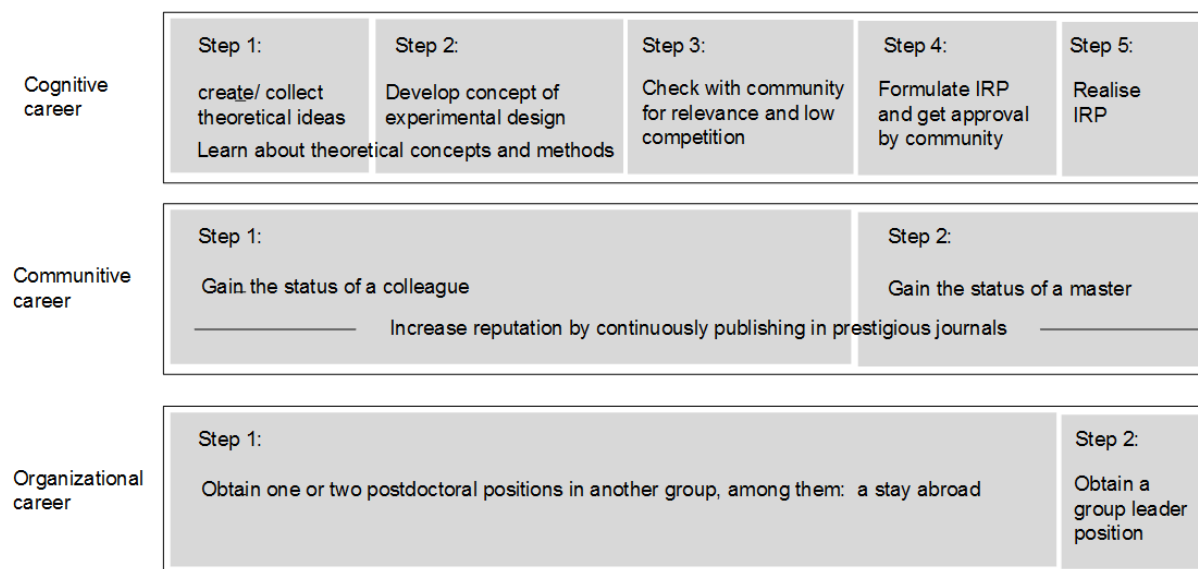 Cognitive
career
Step 1:
create/ collect
theoretical ideas
Step 2:
Develop concept of
experimental design
Learn about theoretical concepts and methods
Step 3:
Check with community
for relevance and low
competition
Step 4:
Formulate IRP
and get approval
by community
Step 5:
Realise
IRP
Communitive
career
Step 1:
Gain the status of a colleague
Step 2:
Gain the status of a master
Increase reputation by continuously publishing in prestigious journals
Organizational
career
Step 1:
Obtain one or two postdoctoral positions in another group, among them: a stay abroad
Step 2:
Obtain a
group leader
position